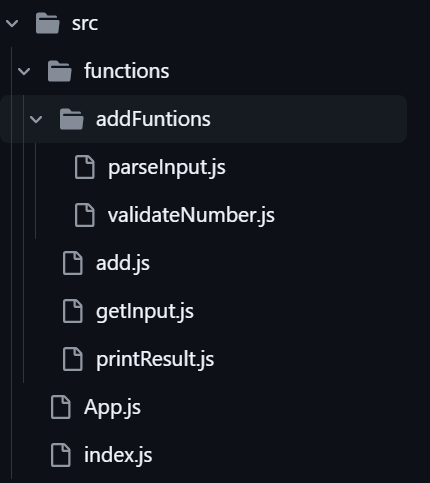 src
functions
addFuntions
parseInput.js
validateNumber.js
add.js
getInput.js
printResult.js
App.js
index.js